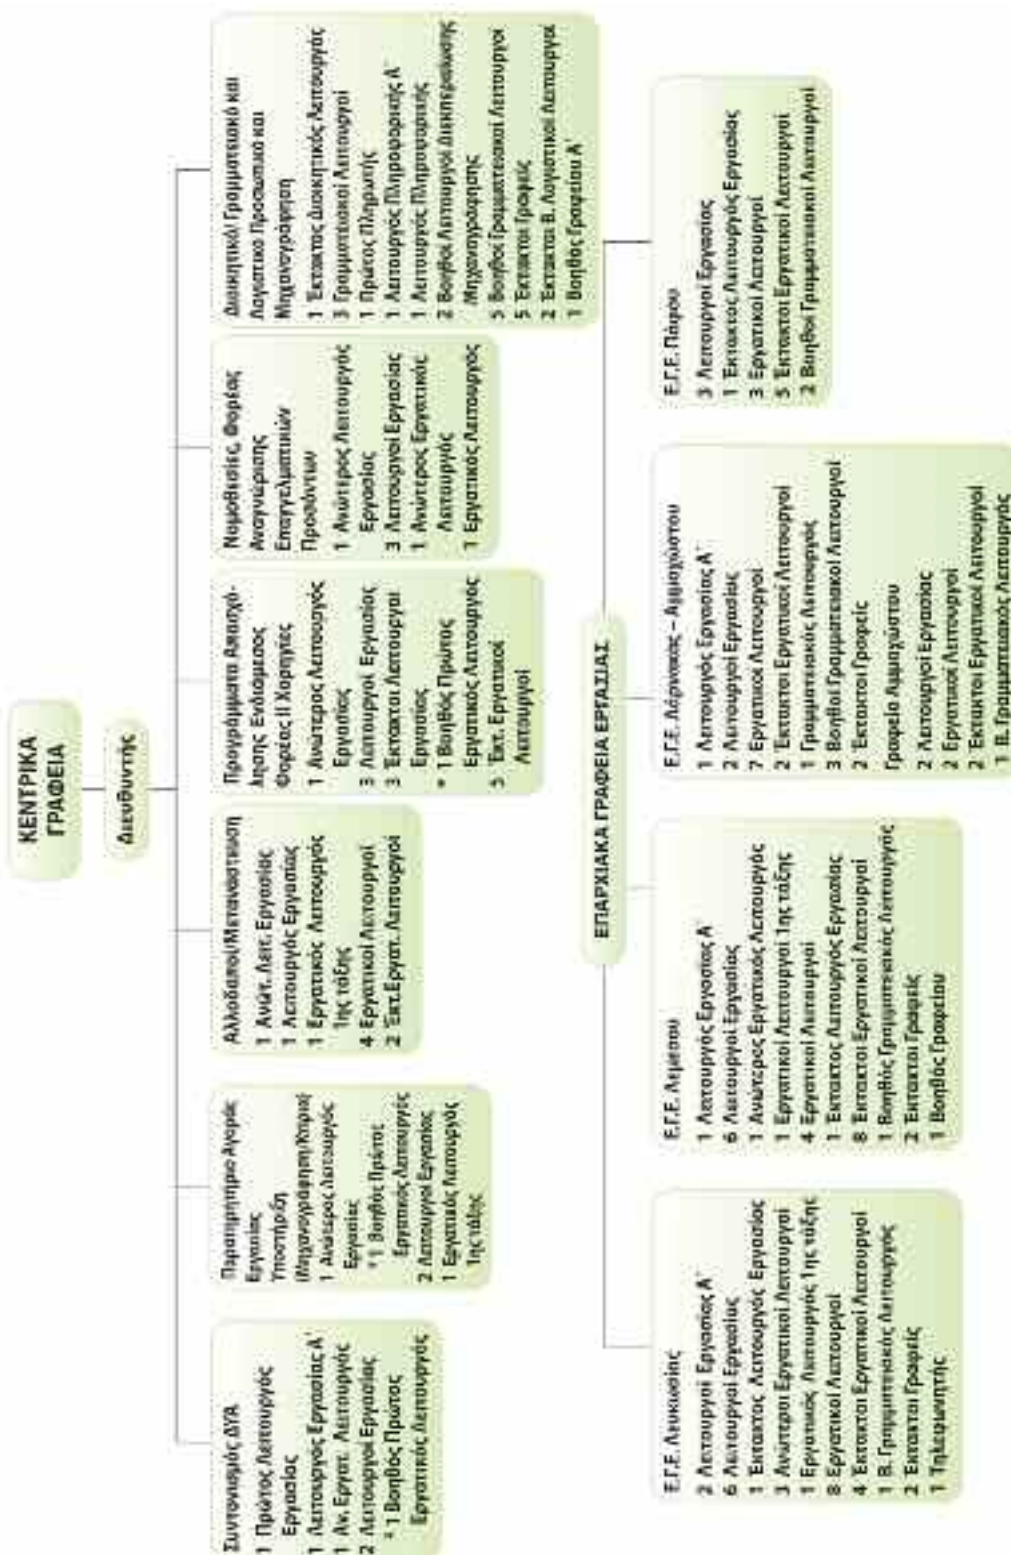 ΚΕΝΤΡΙΚΑ
ΓΡΑΦΕΙΑ
Διευθυντής
Συντονισμός ΔΥΑ
1 Πρώτος Λειτουργός
Εργασίας
1 Λειτουργός Εργασίας Α΄
1 Αν. Εργατ. Λειτουργός
2 Λειτουργοί Εργασίας
* 1 Βοηθός Πρώτος
Εργατικός Λειτουργός
Παρατηρητήριο Αγοράς
Εργασίας
Υποστήριξη
(Μηχανογράφηση/Κτίρια)
1 Ανώτερος Λειτουργός
Εργασίας
* 1 Βοηθός Πρώτος
Εργατικός Λειτουργός
2 Λειτουργοί Εργασίας
1 Εργατικός Λειτουργός
1ης τάξης
Αλλοδαποί/Μετανάστευση
1 Ανώτ. Λειτ. Εργασίας
1 Λειτουργός Εργασίας
1 Εργατικός Λειτουργός
1ης τάξης
4 Εργατικοί Λειτουργοί
2 Έκτ.Εργατ. Λειτουργοί
Προγράμματα Απασχό-
λησης Ενδιάμεσος
Φορέας ΙΙ Χορηγίες
1 Ανώτερος Λειτουργός
Εργασίας
3 Λειτουργοί Εργασίας
3 Έκτακτοι Λειτουργοί
Εργασίας
* 1 Βοηθός Πρώτος
Εργατικός Λειτουργός
5 Έκτ. Εργατικοί
Λειτουργοί
Νομοθεσίες, Φορέας
Αναγνώρισης
Επαγγελματικών
Προσόντων
1 Ανώτερος Λειτουργός
Εργασίας
3 Λειτουργοί Εργασίας
1 Ανώτερος Εργατικός
Λειτουργός
1 Εργατικός Λειτουργός
Διοικητικό/ Γραμματειακό και
Λογιστικό Προσωπικό και
Μηχανογράφηση
1 Έκτακτος Διοικητικός Λειτουργός
3 Γραμματειακοί Λειτουργοί
1 Πρώτος Πληρωτής
1 Λειτουργός Πληροφορικής Α΄
1 Λειτουργός Πληροφορικής
2 Βοηθοί Λειτουργοί Διεκπεραίωσης
Μηχανογράφησης
5 Βοηθοί Γραμματειακοί Λειτουργοί
5 Έκτακτοι Γραφείς
2 Έκτακτοι Β. Λογιστικοί Λειτουργοί
1 Βοηθός Γραφείου Α΄
ΕΠΑΡΧΙΑΚΑ ΓΡΑΦΕΙΑ ΕΡΓΑΣΙΑΣ
Ε.Γ.Ε. Λευκωσίας
2 Λειτουργοί Εργασίας Α΄
6 Λειτουργοί Εργασίας
1 Έκτακτος Λειτουργός Εργασίας
3 Ανώτεροι Εργατικοί Λειτουργοί
1 Εργατικός Λειτουργός 1ης τάξης
8 Εργατικοί Λειτουργοί
4 Έκτακτοι Εργατικοί Λειτουργοί
1 Β. Γραμματειακός Λειτουργός
2 Έκτακτοι Γραφείς
1 Τηλεφωνητής
Ε.Γ.Ε. Λεμεσού
1 Λειτουργός Εργασίας Α΄
6 Λειτουργοί Εργασίας
1 Ανώτερος Εργατικός Λειτουργός
1 Εργατικοί Λειτουργοί 1ης τάξης
4 Εργατικοί Λειτουργοί
1 Έκτακτος Λειτουργός Εργασίας
8 Έκτακτοι Εργατικοί Λειτουργοί
1 Βοηθός Γραμματειακός Λειτουργός
2 Έκτακτοι Γραφείς
1 Βοηθός Γραφείου
Ε.Γ.Ε. Λάρνακας – Αμμοχώστου
1 Λειτουργός Εργασίας Α΄
2 Λειτουργοί Εργασίας
7 Εργατικοί Λειτουργοί
2 Έκτακτοι Εργατικοί Λειτουργοί
1 Γραμματειακός Λειτουργός
3 Βοηθοί Γραμματειακοί Λειτουργοί
2 Έκτακτοι Γραφείς
Γραφείο Αμμοχώστου
2 Λειτουργοί Εργασίας
2 Εργατικοί Λειτουργοί
2 Έκτακτοι Εργατικοί Λειτουργοί
1 Β. Γραμματειακός Λειτουργός
Ε.Γ.Ε. Πάφου
3 Λειτουργοί Εργασίας
1 Έκτακτος Λειτουργός Εργασίας
3 Εργατικοί Λειτουργοί
5 Έκτακτοι Εργατικοί Λειτουργοί
2 Βοηθοί Γραμματειακοί Λειτουργοί